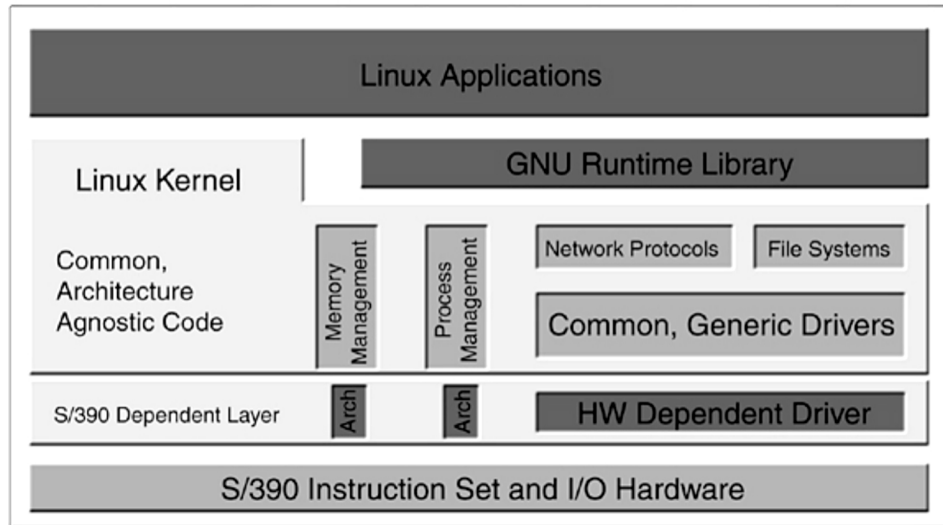 Linux Applications
GNU Runtime Library
Linux Kernel
Common,
Architecture
Agnostic Code
Memory
Management
Process
Management
Network Protocols
File Systems
Common, Generic Drivers
S/390 Dependent Layer
Arch
Arch
HW Dependent Driver
S/390 Instruction Set and I/O Hardware